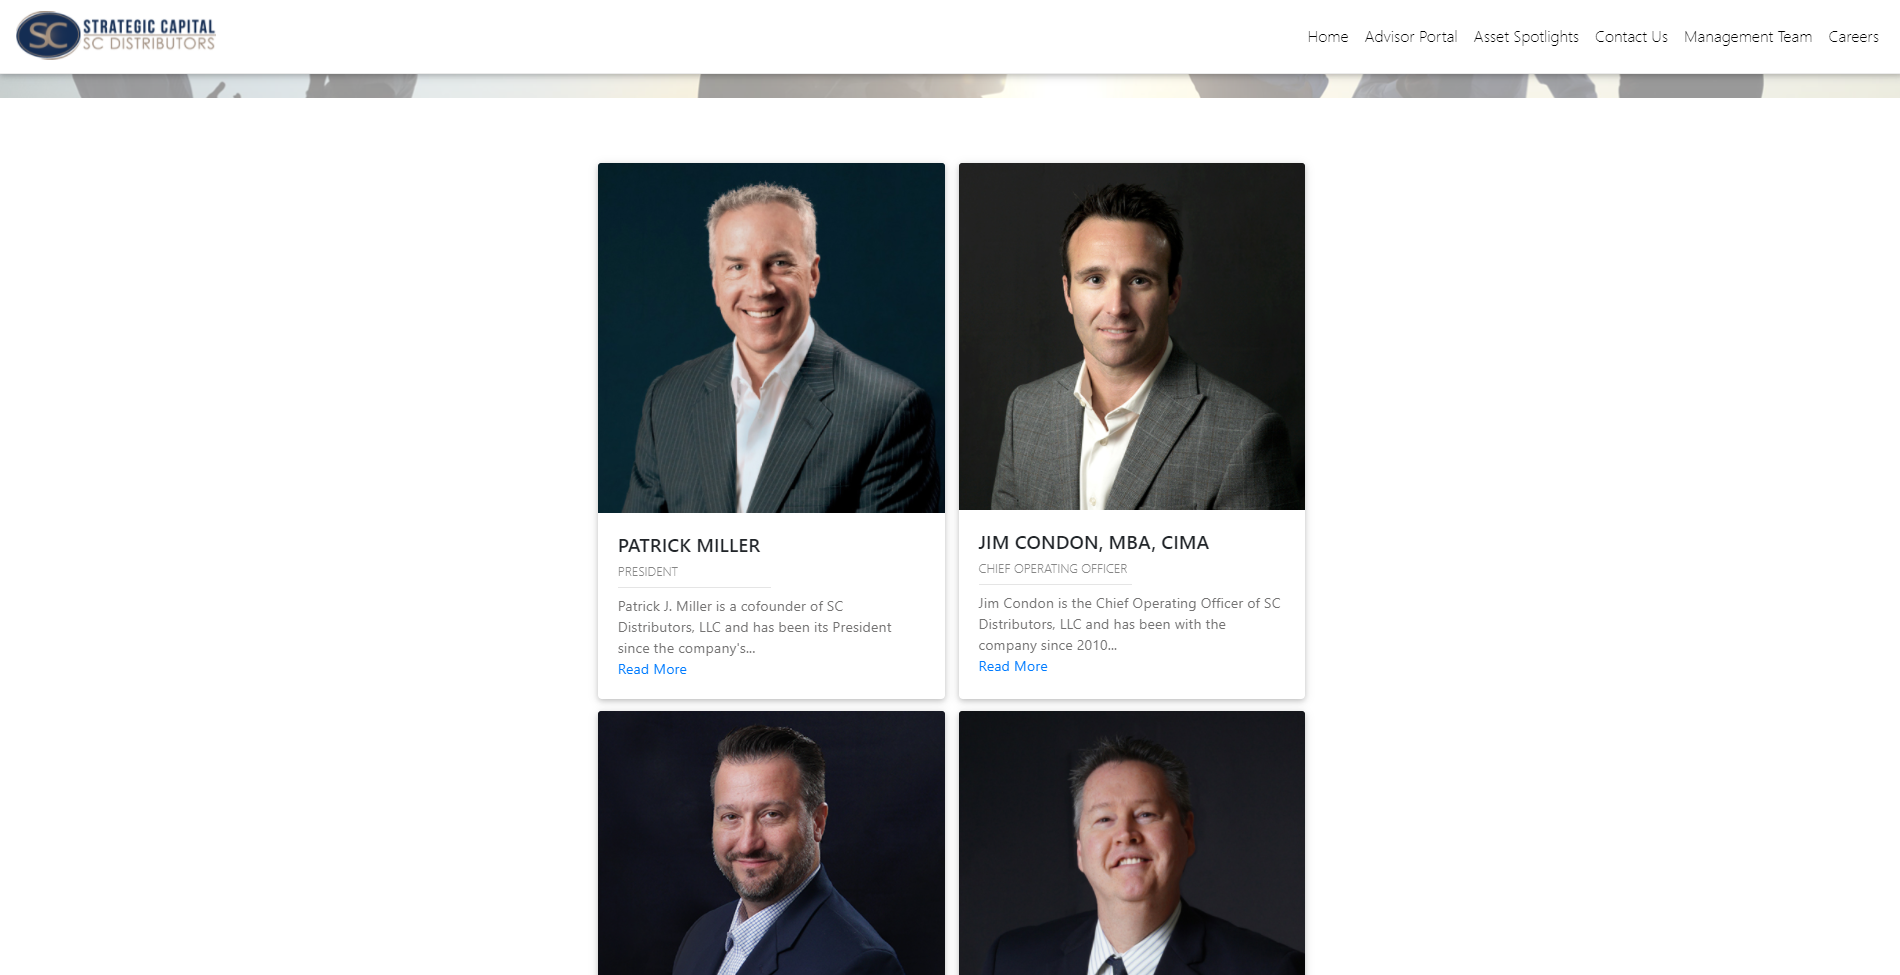 SC STRATEGIC CAPITAL
SC DISTRIBUTORS
Home Advisor Portal Asset Spotlights Contact Us Management Team Careers
PATRICK MILLER
PRESIDENT
Patrick J. Miller is a cofounder of SC
Distributors, LLC and has been its President
since the company's...
Read More
JIM CONDON, MBA, CIMA
CHIEF OPERATING OFFICER
Jim Condon is the Chief Operating Officer of SC
Distributors, LLC and has been with the
company since 2010...
Read More